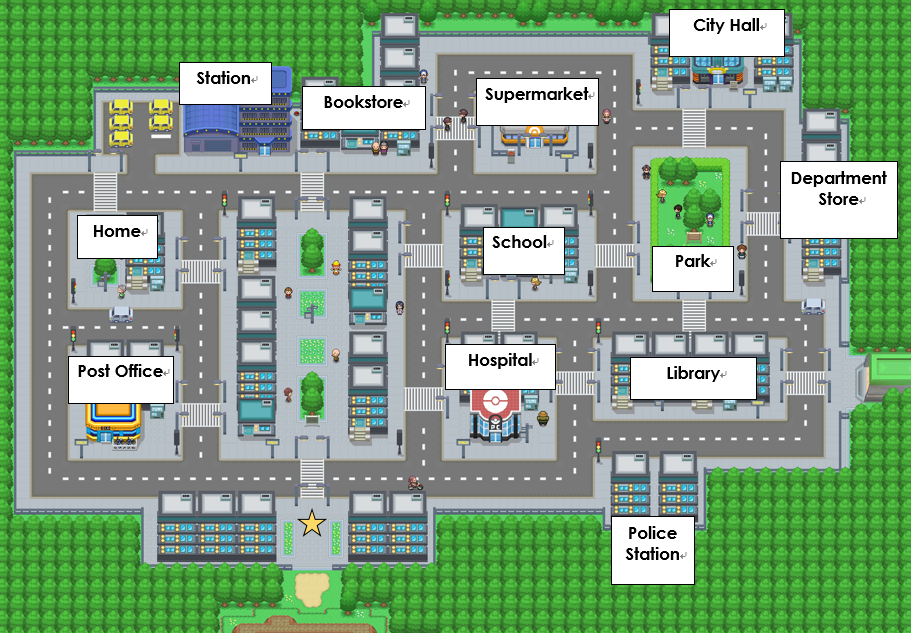 City Hall
Station
Bookstore
Supermarket
Department
Store
Home
School
Park
Post Office
Hospital
Library
Police
Station